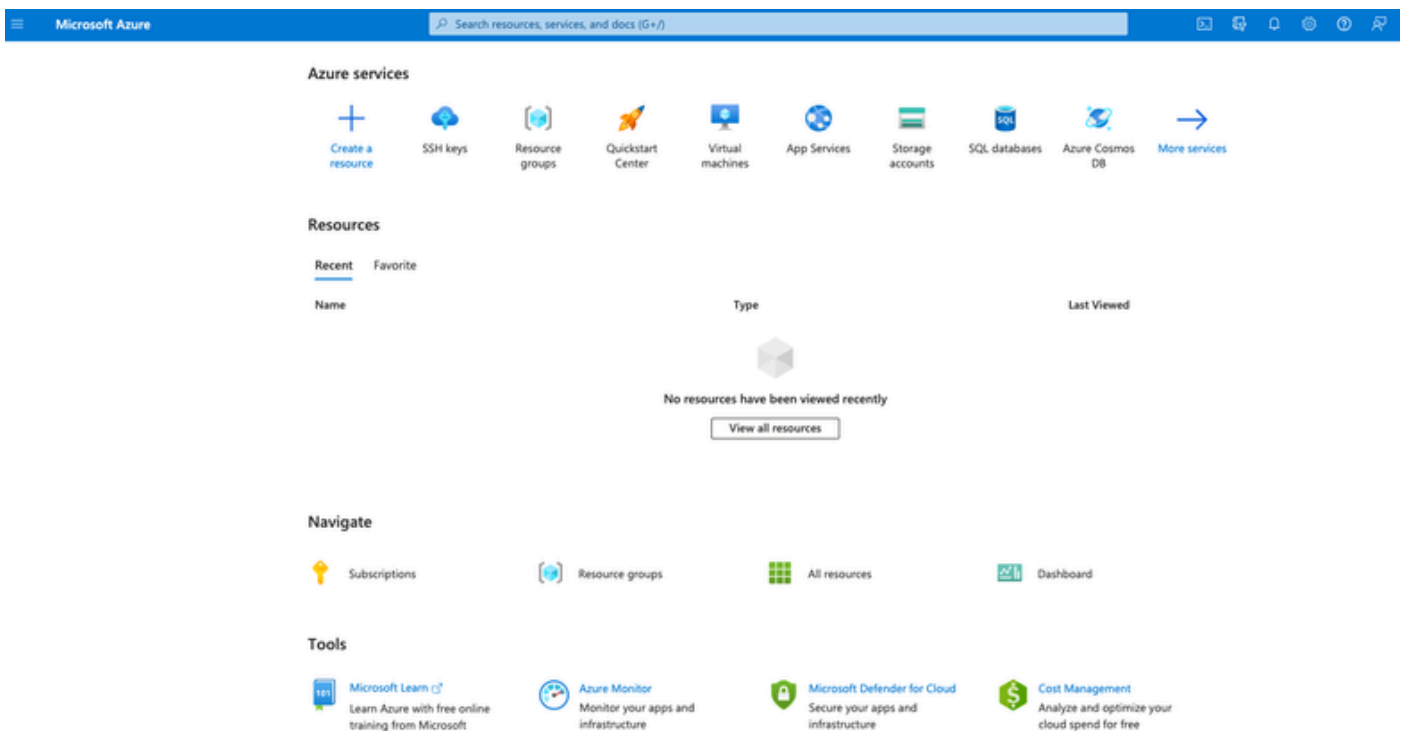 Microsoft Azure
Search resources, services, and docs (G+/)
Azure services
Create a resource
SSH keys
Resource groups
Quickstart Center
Virtual machines
App Services
Storage accounts
SQL
SQL databases
Azure Cosmos DB
More services
Resources
Recent Favorite
Name Type Last Viewed
No resources have been viewed recently
View all resources
Navigate
Subscriptions
Resource groups
All resources
Dashboard
Tools
101
Microsoft Learn
Learn Azure with free online
training from Microsoft
Azure Monitor
Monitor your apps and
infrastructure
Microsoft Defender for Cloud
Secure your apps and
infrastructure
$
Cost Management
Analyze and optimize your
cloud spend for free